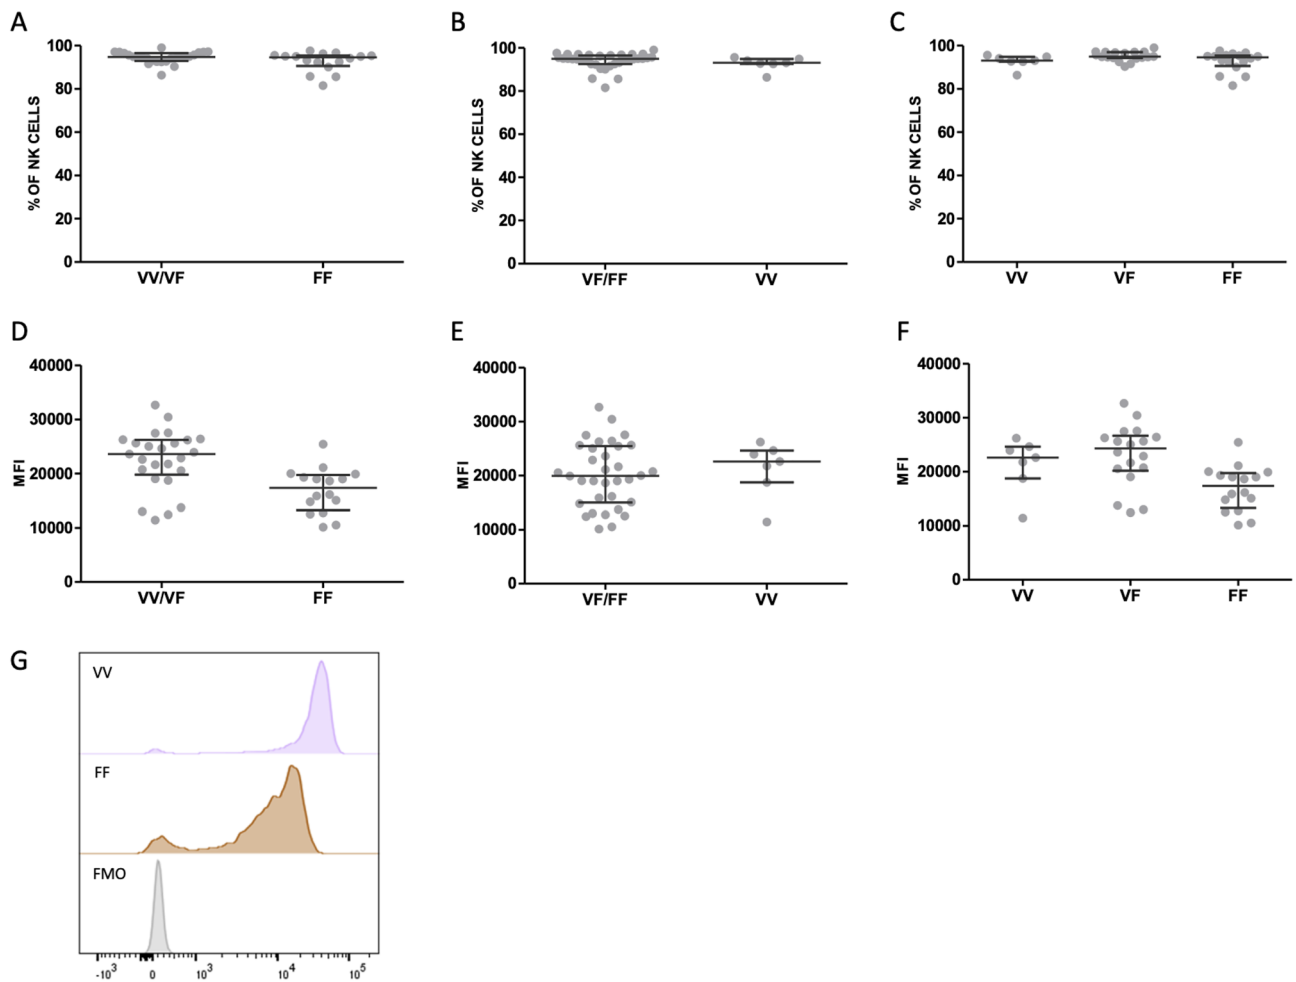 A
B
C
100
80
60
40
20
0
% OF NK CELLS
VV/VF
FF
100
80
60
40
20
0
% OF NK CELLS
VF/FF
VV
100
80
60
40
20
0
% OF NK CELLS
VV
VF
FF
D
E
F
40000
30000
20000
10000
0
MFI
VV/VF
FF
40000
30000
20000
10000
0
MFI
VF/FF
VV
40000
30000
20000
10000
0
MFI
VV
VF
FF
G
VV
FF
FMO
-10³ 0 10³ 10⁴ 10⁵